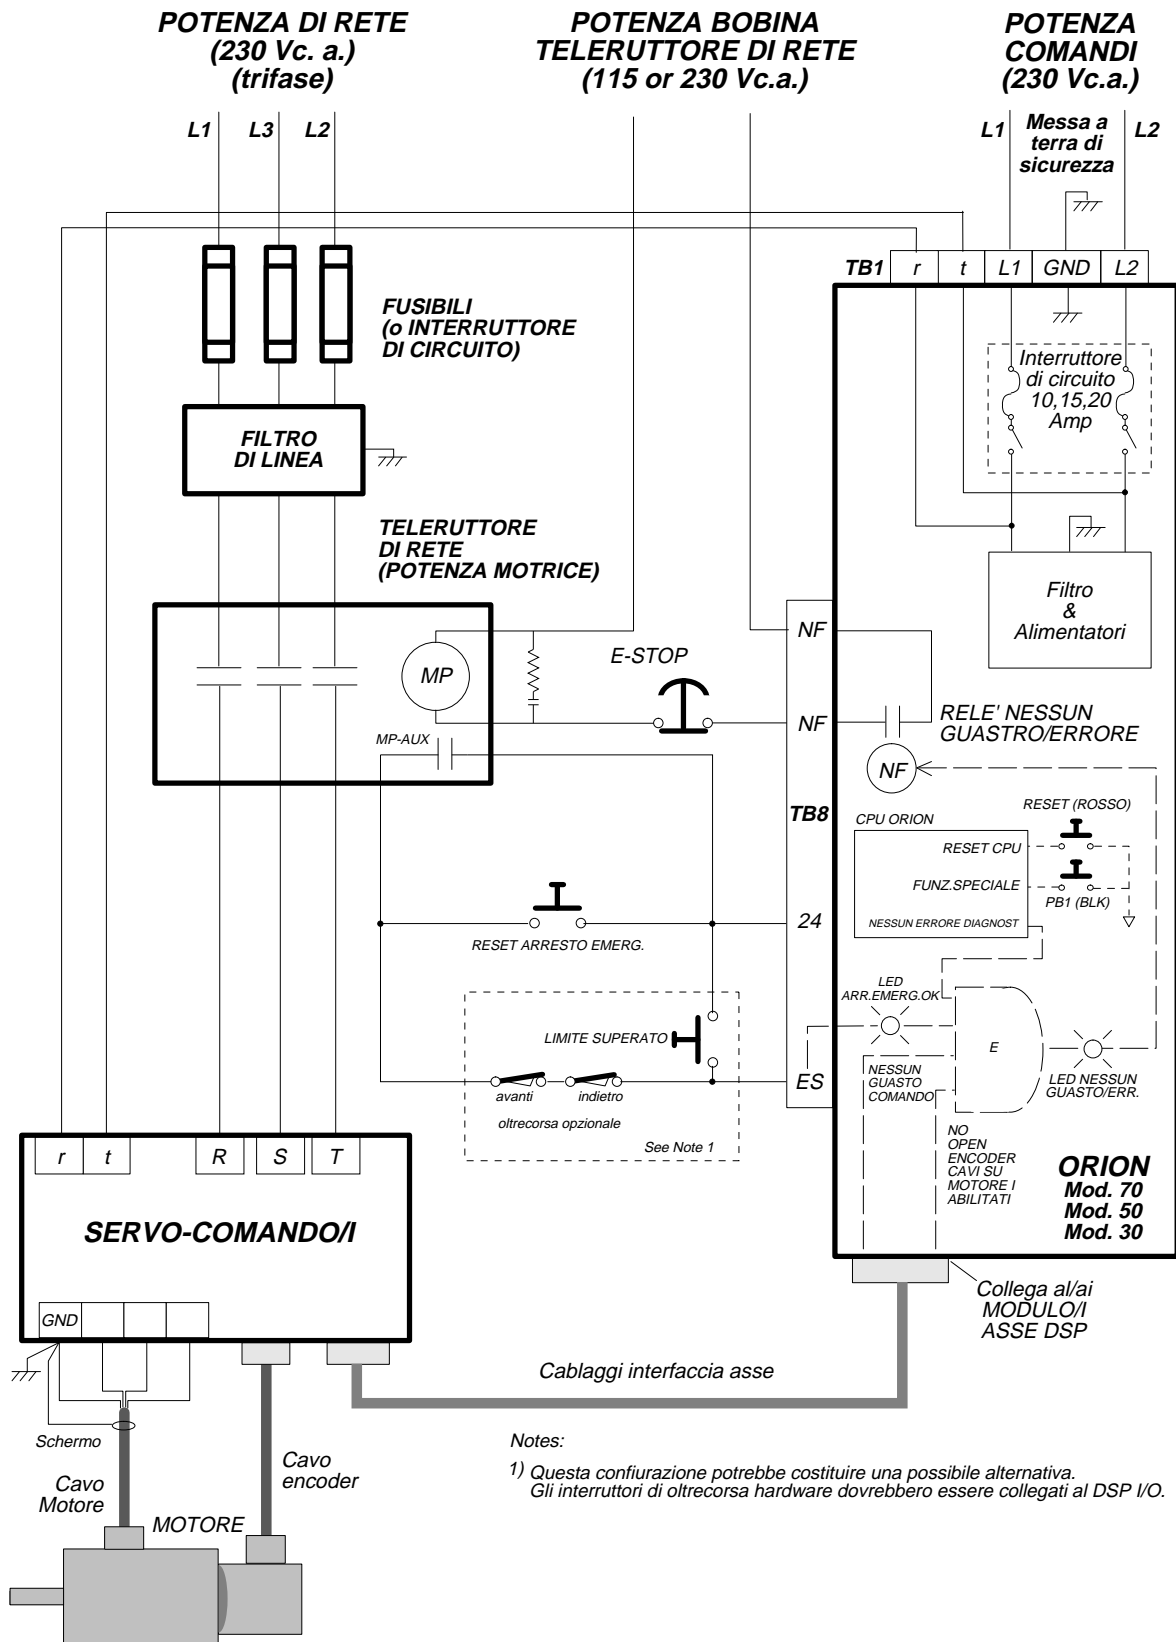 POTENZA DI RETE
(230 Vc. a.)
(trifase)
POTENZA BOBINA
TELERUTTORE DI RETE
(115 or 230 Vc.a.)
POTENZA
COMANDI
(230 Vc.a.)
L1
L3
L2
L1
Messa a
terra di
sicurezza
L2
TB1
r
t
L1
GND
L2
FUSIBILI
(o INTERRUTTORE
DI CIRCUITO)
Interruttore
di circuito
10,15,20
Amp
FILTRO
DI LINEA
TELERUTTORE
DI RETE
(POTENZA MOTRICE)
Filtro
&
Alimentatori
MP
E-STOP
NF
NF
RELE' NESSUN
GUASTRO/ERRORE
MP-AUX
NF
TB8
CPU ORION
RESET (ROSSO)
RESET CPU
FUNZ.SPECIALE
PB1 (BLK)
NESSUN ERRORE DIAGNOST
24
RESET ARRESTO EMERG.
LED
ARR.EMERG.OK
LIMITE SUPERATO
E
ES
NESSUN
GUASTO
COMANDO
LED NESSUN
GUASTO/ERR.
avanti
indietro
oltrecorsa opzionale
See Note 1
NO
OPEN
ENCODER
CAVI SU
MOTORE I
ABILITATI
ORION
Mod. 70
Mod. 50
Mod. 30
r
t
R
S
T
SERVO-COMANDO/I
GND
Collega al/ai
MODULO/I
ASSE DSP
Cablaggi interfaccia asse
Schermo
Cavo
Motore
Cavo
encoder
MOTORE
Notes:
1) Questa confiurazione potrebbe costituire una possibile alternativa.
Gli interruttori di oltrecorsa hardware dovrebbero essere collegati al DSP I/O.